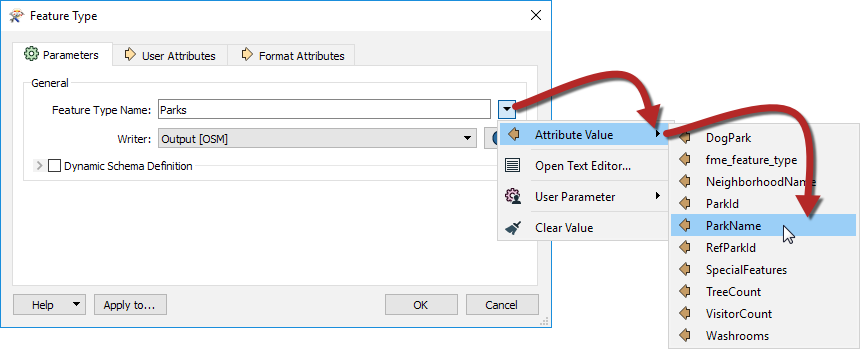 Feature Type
Parameters
User Attributes
Format Attributes
General
Feature Type Name:
Parks
Writer:
Output [OSM]
Dynamic Schema Definition
Help
Apply to...
OK
Cancel
Attribute Value
Open Text Editor...
User Parameter
Clear Value
DogPark
fme_feature_type
NeighborhoodName
ParkId
ParkName
RefParkId
SpecialFeatures
TreeCount
VisitorCount
Washrooms